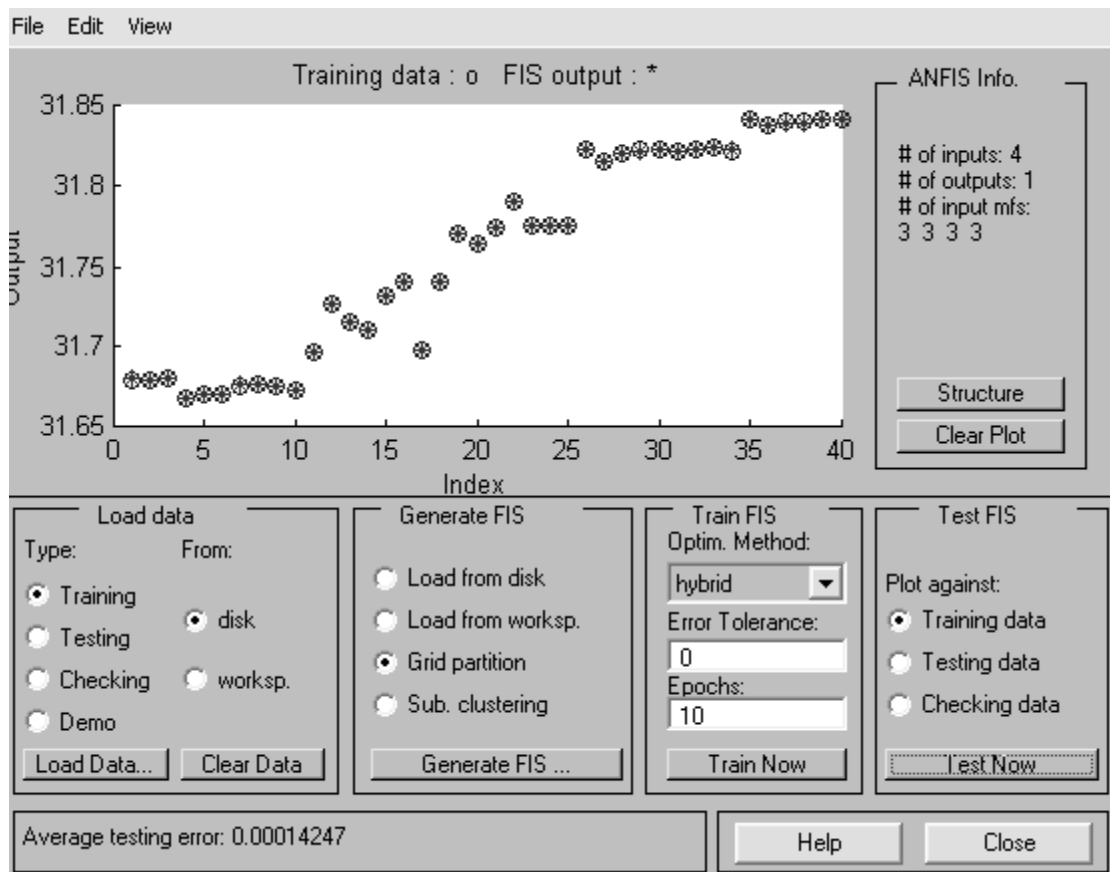 File Edit View
Training data : o FIS output : *
31.85
31.8
31.75
31.7
31.65
Output
0 5 10 15 20 25 30 35 40
Index
ANFIS Info.
# of inputs: 4
# of outputs: 1
# of input mfs:
3 3 3 3
Structure
Clear Plot
Load data
Type: From:
Training
disk
Testing
Checking
worksp.
Demo
Load Data... Clear Data
Generate FIS
Load from disk
Load from worksp.
Grid partition
Sub. clustering
Generate FIS ...
Train FIS
Optim. Method:
hybrid
Error Tolerance:
0
Epochs:
10
Train Now
Test FIS
Plot against:
Training data
Testing data
Checking data
Test Now
Average testing error: 0.00014247
Help
Close